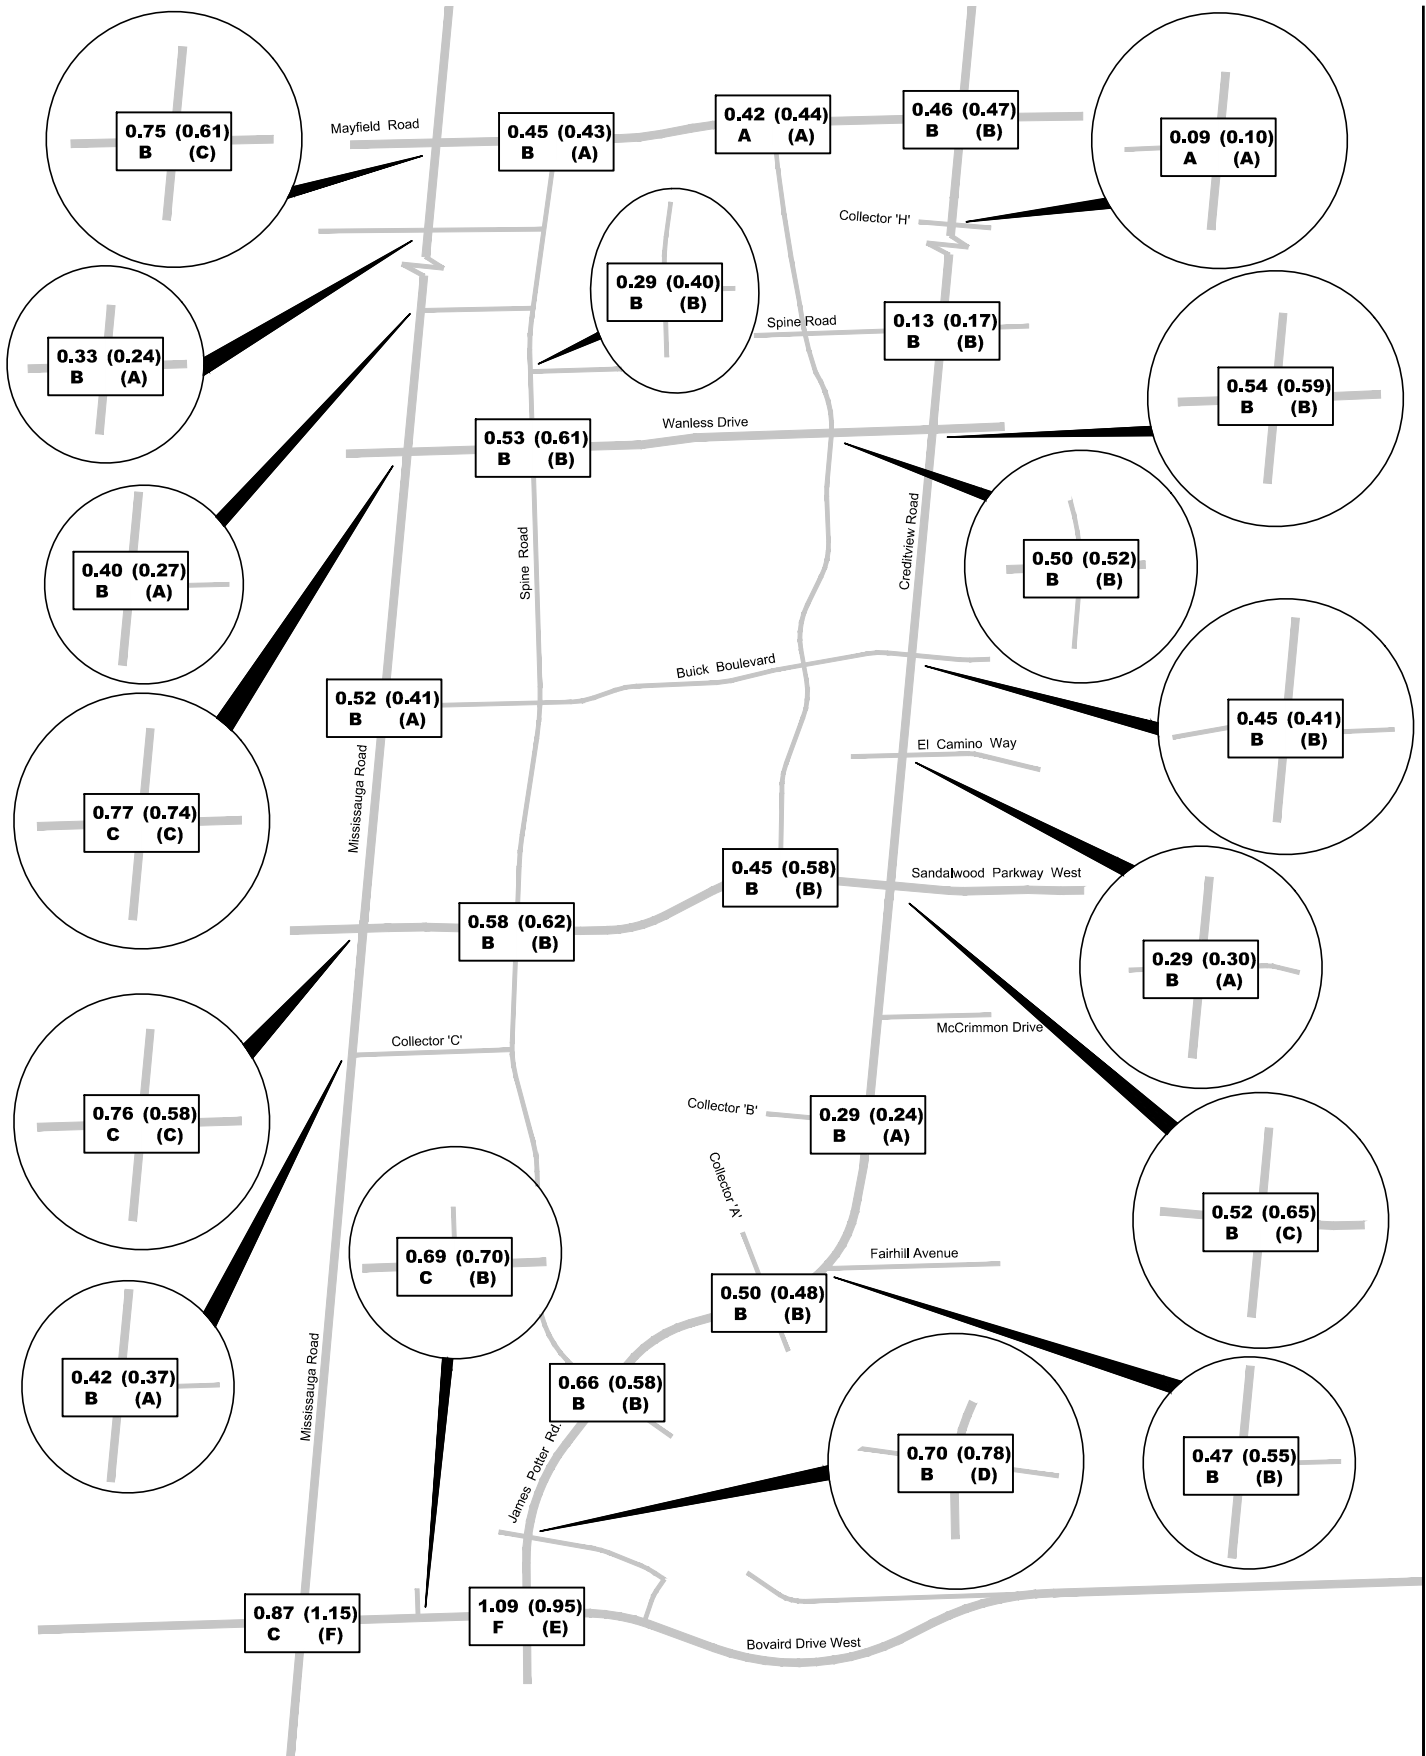 0.75 (0.61)
B (C)
Mayfield Road
0.45 (0.43)
B (A)
0.42 (0.44)
A (A)
0.46 (0.47)
B (B)
0.09 (0.10)
A (A)
Collector 'H'
0.29 (0.40)
B (B)
Spine Road
0.13 (0.17)
B (B)
0.33 (0.24)
B (A)
0.54 (0.59)
B (B)
Wanless Drive
0.53 (0.61)
B (B)
0.50 (0.52)
B (B)
Creditview Road
Spine Road
0.40 (0.27)
B (A)
Buick Boulevard
0.52 (0.41)
B (A)
0.45 (0.41)
B (B)
El Camino Way
Mississauga Road
0.77 (0.74)
C (C)
0.45 (0.58)
B (B)
Sandalwood Parkway West
0.58 (0.62)
B (B)
0.29 (0.30)
B (A)
McCrimmon Drive
Collector 'C'
0.76 (0.58)
C (C)
Collector 'B'
0.29 (0.24)
B (A)
Collector 'A'
0.52 (0.65)
B (C)
0.69 (0.70)
C (B)
Fairhill Avenue
0.50 (0.48)
B (B)
0.42 (0.37)
B (A)
Mississauga Road
0.66 (0.58)
B (B)
James Potter Rd.
0.70 (0.78)
B (D)
0.47 (0.55)
B (B)
0.87 (1.15)
C (F)
1.09 (0.95)
F (E)
Bovaird Drive West